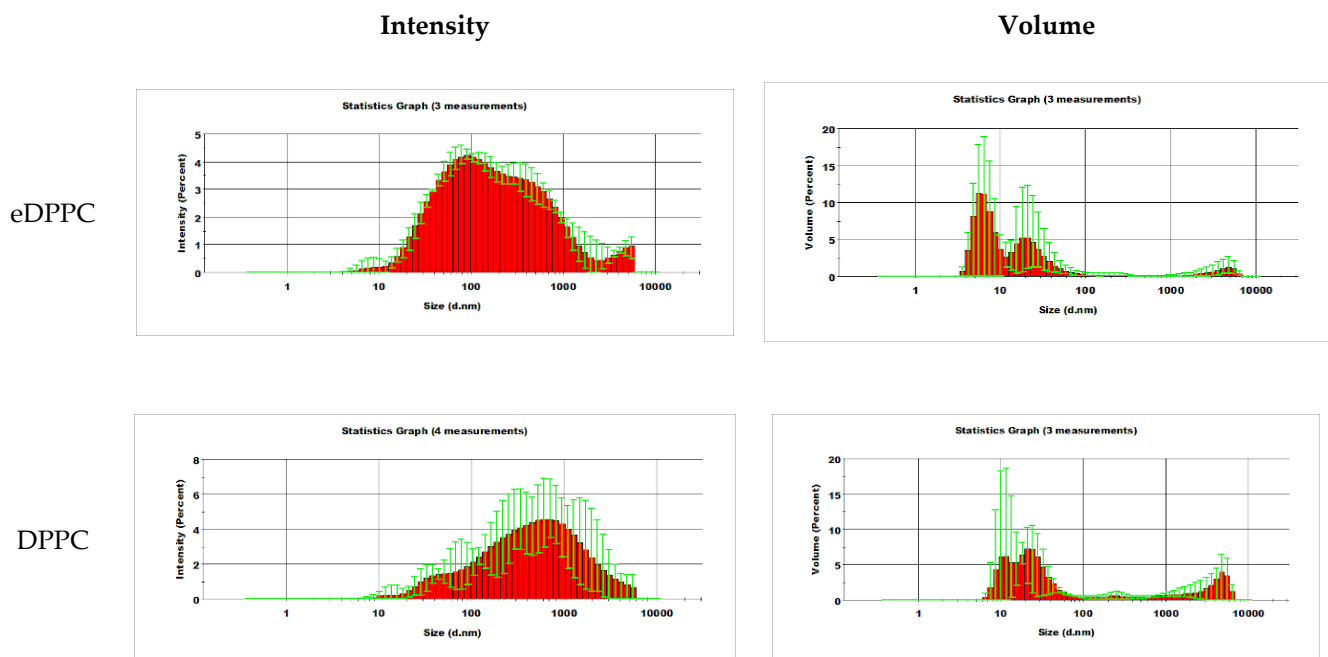 Intensity
Volume
eDPPC
Statistics Graph (3 measurements)
Intensity (Percent)
5
4
3
2
1
0
1
10
100
1000
10000
Size (d.nm)
Statistics Graph (3 measurements)
Volume (Percent)
20
15
10
5
0
1
10
100
1000
10000
Size (d.nm)
DPPC
Statistics Graph (4 measurements)
Intensity (Percent)
8
6
4
2
0
1
10
100
1000
10000
Size (d.nm)
Statistics Graph (3 measurements)
Volume (Percent)
20
15
10
5
0
1
10
100
1000
10000
Size (d.nm)